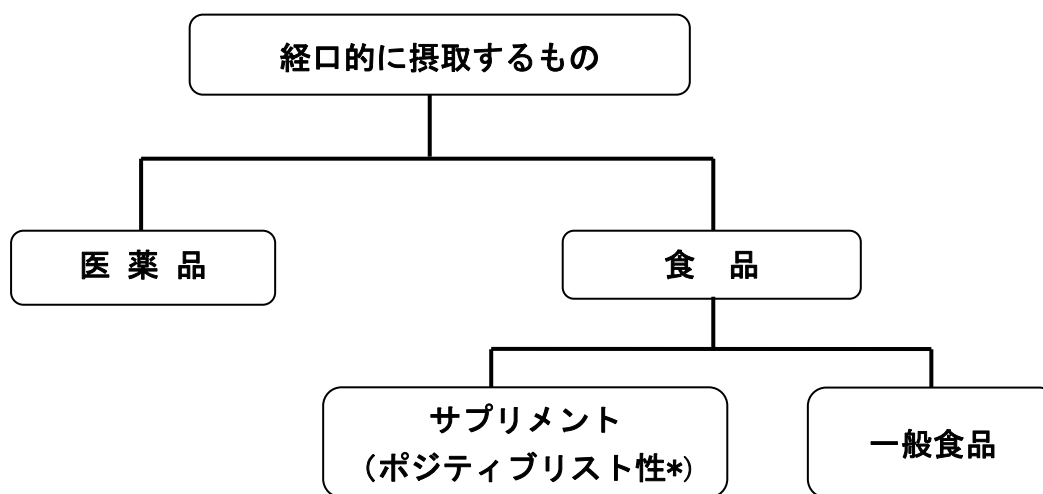 経口的に摂取するもの
医 薬 品
食 品
サプリメント
(ポジティブリスト性*)
一般食品